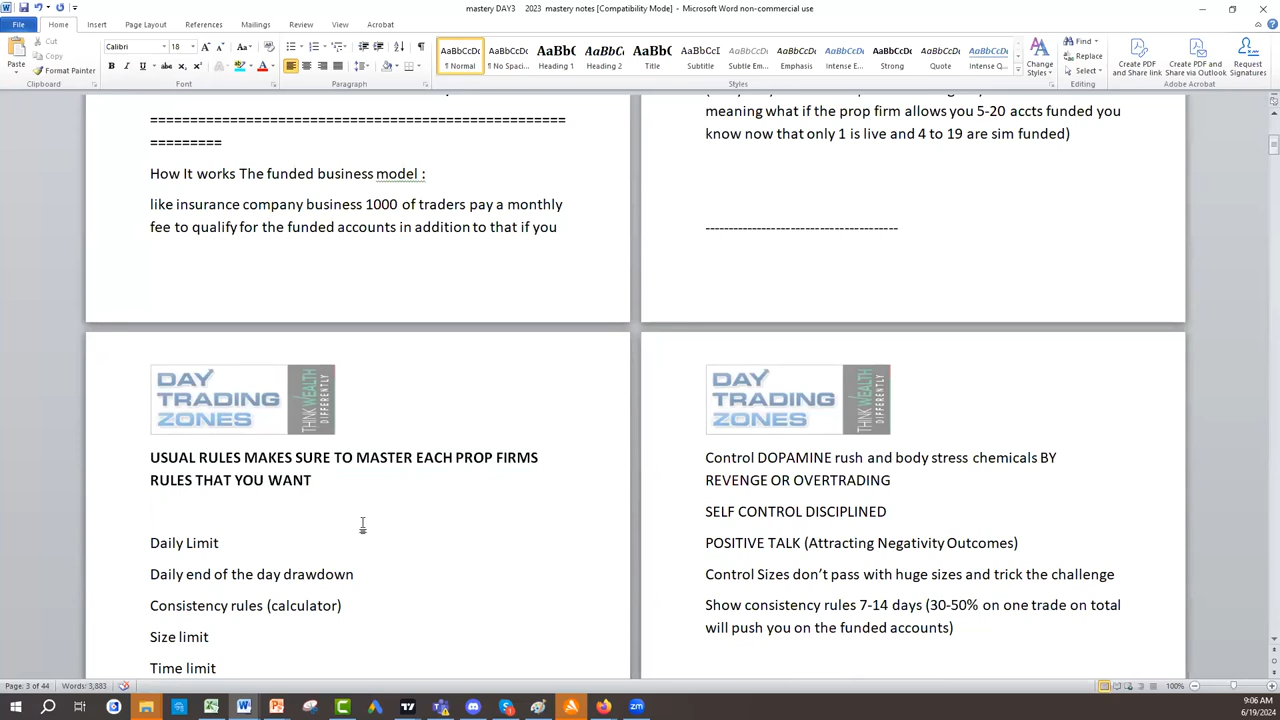 mastery DAY3    2023  mastery notes [Compatibility Mode]  -  Microsoft Word non-commercial use
File Home Insert Page Layout References Mailings Review View Acrobat
Cut
Copy
Format Painter
Paste
Clipboard
Calibri 18
Font
Paragraph
AaBbCcDc AaBbCcDc AaBbC AaBbCc AaBbC AaBbCcD AaBbCcDc AaBbCcDc AaBbCcDc AaBbCcDc AaBbCcDc AaBbCcDc
¶ Normal ¶ No Spaci... Heading 1 Heading 2 Title Subtitle Subtle Em... Emphasis Intense E... Strong Quote Intense Q...
Styles
Change Styles
Find
Replace
Select
Editing
Create PDF and Share link
Create PDF and Share via Outlook
Request Signatures
Adobe Acrobat
====================================================
=========
How It works The funded business model :
like insurance company business 1000 of traders pay a monthly
fee to qualify for the funded accounts in addition to that if you
meaning what if the prop firm allows you 5-20 accts funded you
know now that only 1 is live and 4 to 19 are sim funded)
---------------------------------------
DAY
TRADING
ZONES
THINK WEALTH
DIFFERENTLY
USUAL RULES MAKES SURE TO MASTER EACH PROP FIRMS
RULES THAT YOU WANT
Daily Limit
Daily end of the day drawdown
Consistency rules (calculator)
Size limit
Time limit
DAY
TRADING
ZONES
THINK WEALTH
DIFFERENTLY
Control DOPAMINE rush and body stress chemicals BY
REVENGE OR OVERTRADING
SELF CONTROL DISCIPLINED
POSITIVE TALK (Attracting Negativity Outcomes)
Control Sizes don't pass with huge sizes and trick the challenge
Show consistency rules 7-14 days (30-50% on one trade on total
will push you on the funded accounts)
Page: 3 of 44 Words: 3,883 100%
9:06 AM
6/19/2024